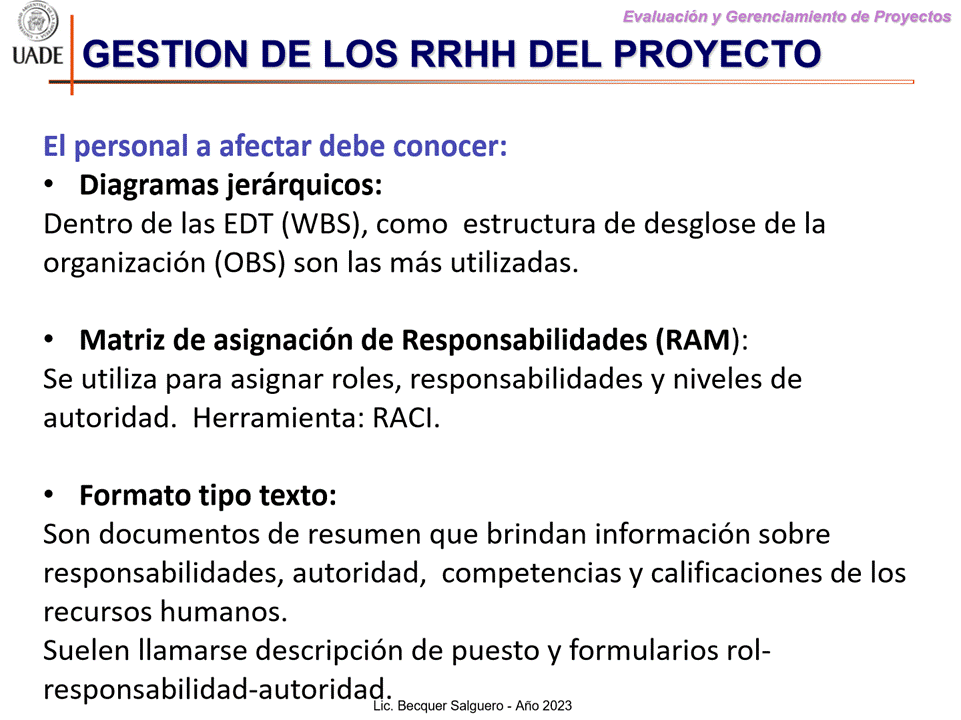 Evaluación y Gerenciamiento de Proyectos
UADE
GESTION DE LOS RRHH DEL PROYECTO
El personal a afectar debe conocer:
• Diagramas jerárquicos:
Dentro de las EDT (WBS), como  estructura de desglose de la
organización (OBS) son las más utilizadas.
• Matriz de asignación de Responsabilidades (RAM):
Se utiliza para asignar roles, responsabilidades y niveles de
autoridad.  Herramienta: RACI.
• Formato tipo texto:
Son documentos de resumen que brindan información sobre
responsabilidades, autoridad,  competencias y calificaciones de los
recursos humanos.
Suelen llamarse descripción de puesto y formularios rol-
responsabilidad-autoridad.
Lic. Becquer Salguero - Año 2023